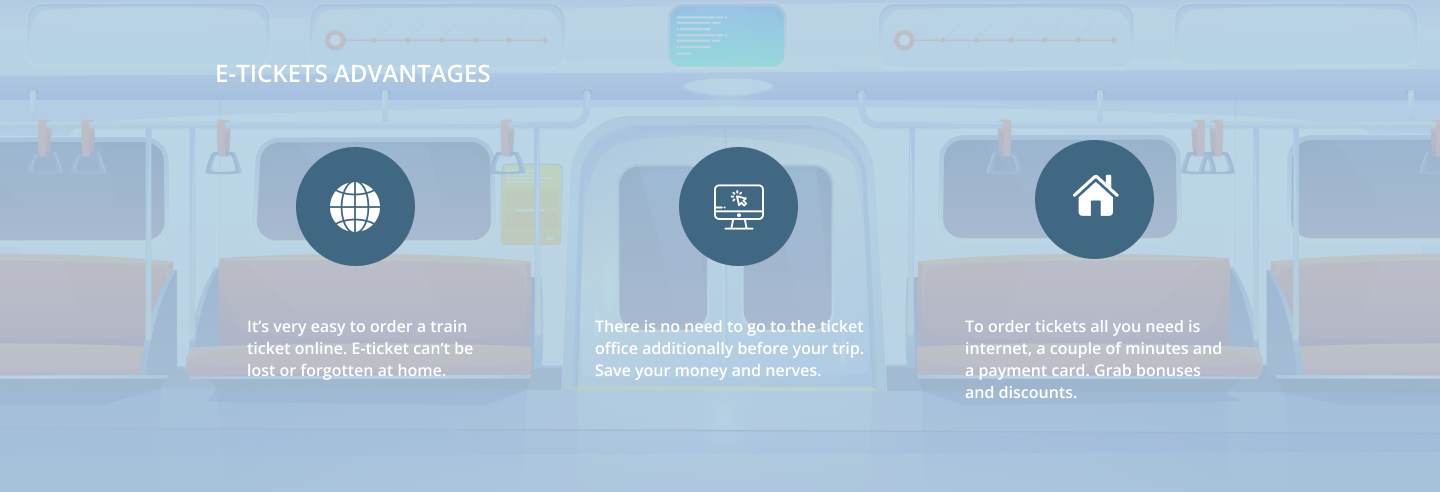 E-TICKETS ADVANTAGES
It's very easy to order a train
ticket online. E-ticket can't be
lost or forgotten at home.
There is no need to go to the ticket
office additionally before your trip.
Save your money and nerves.
To order tickets all you need is
internet, a couple of minutes and
a payment card. Grab bonuses
and discounts.